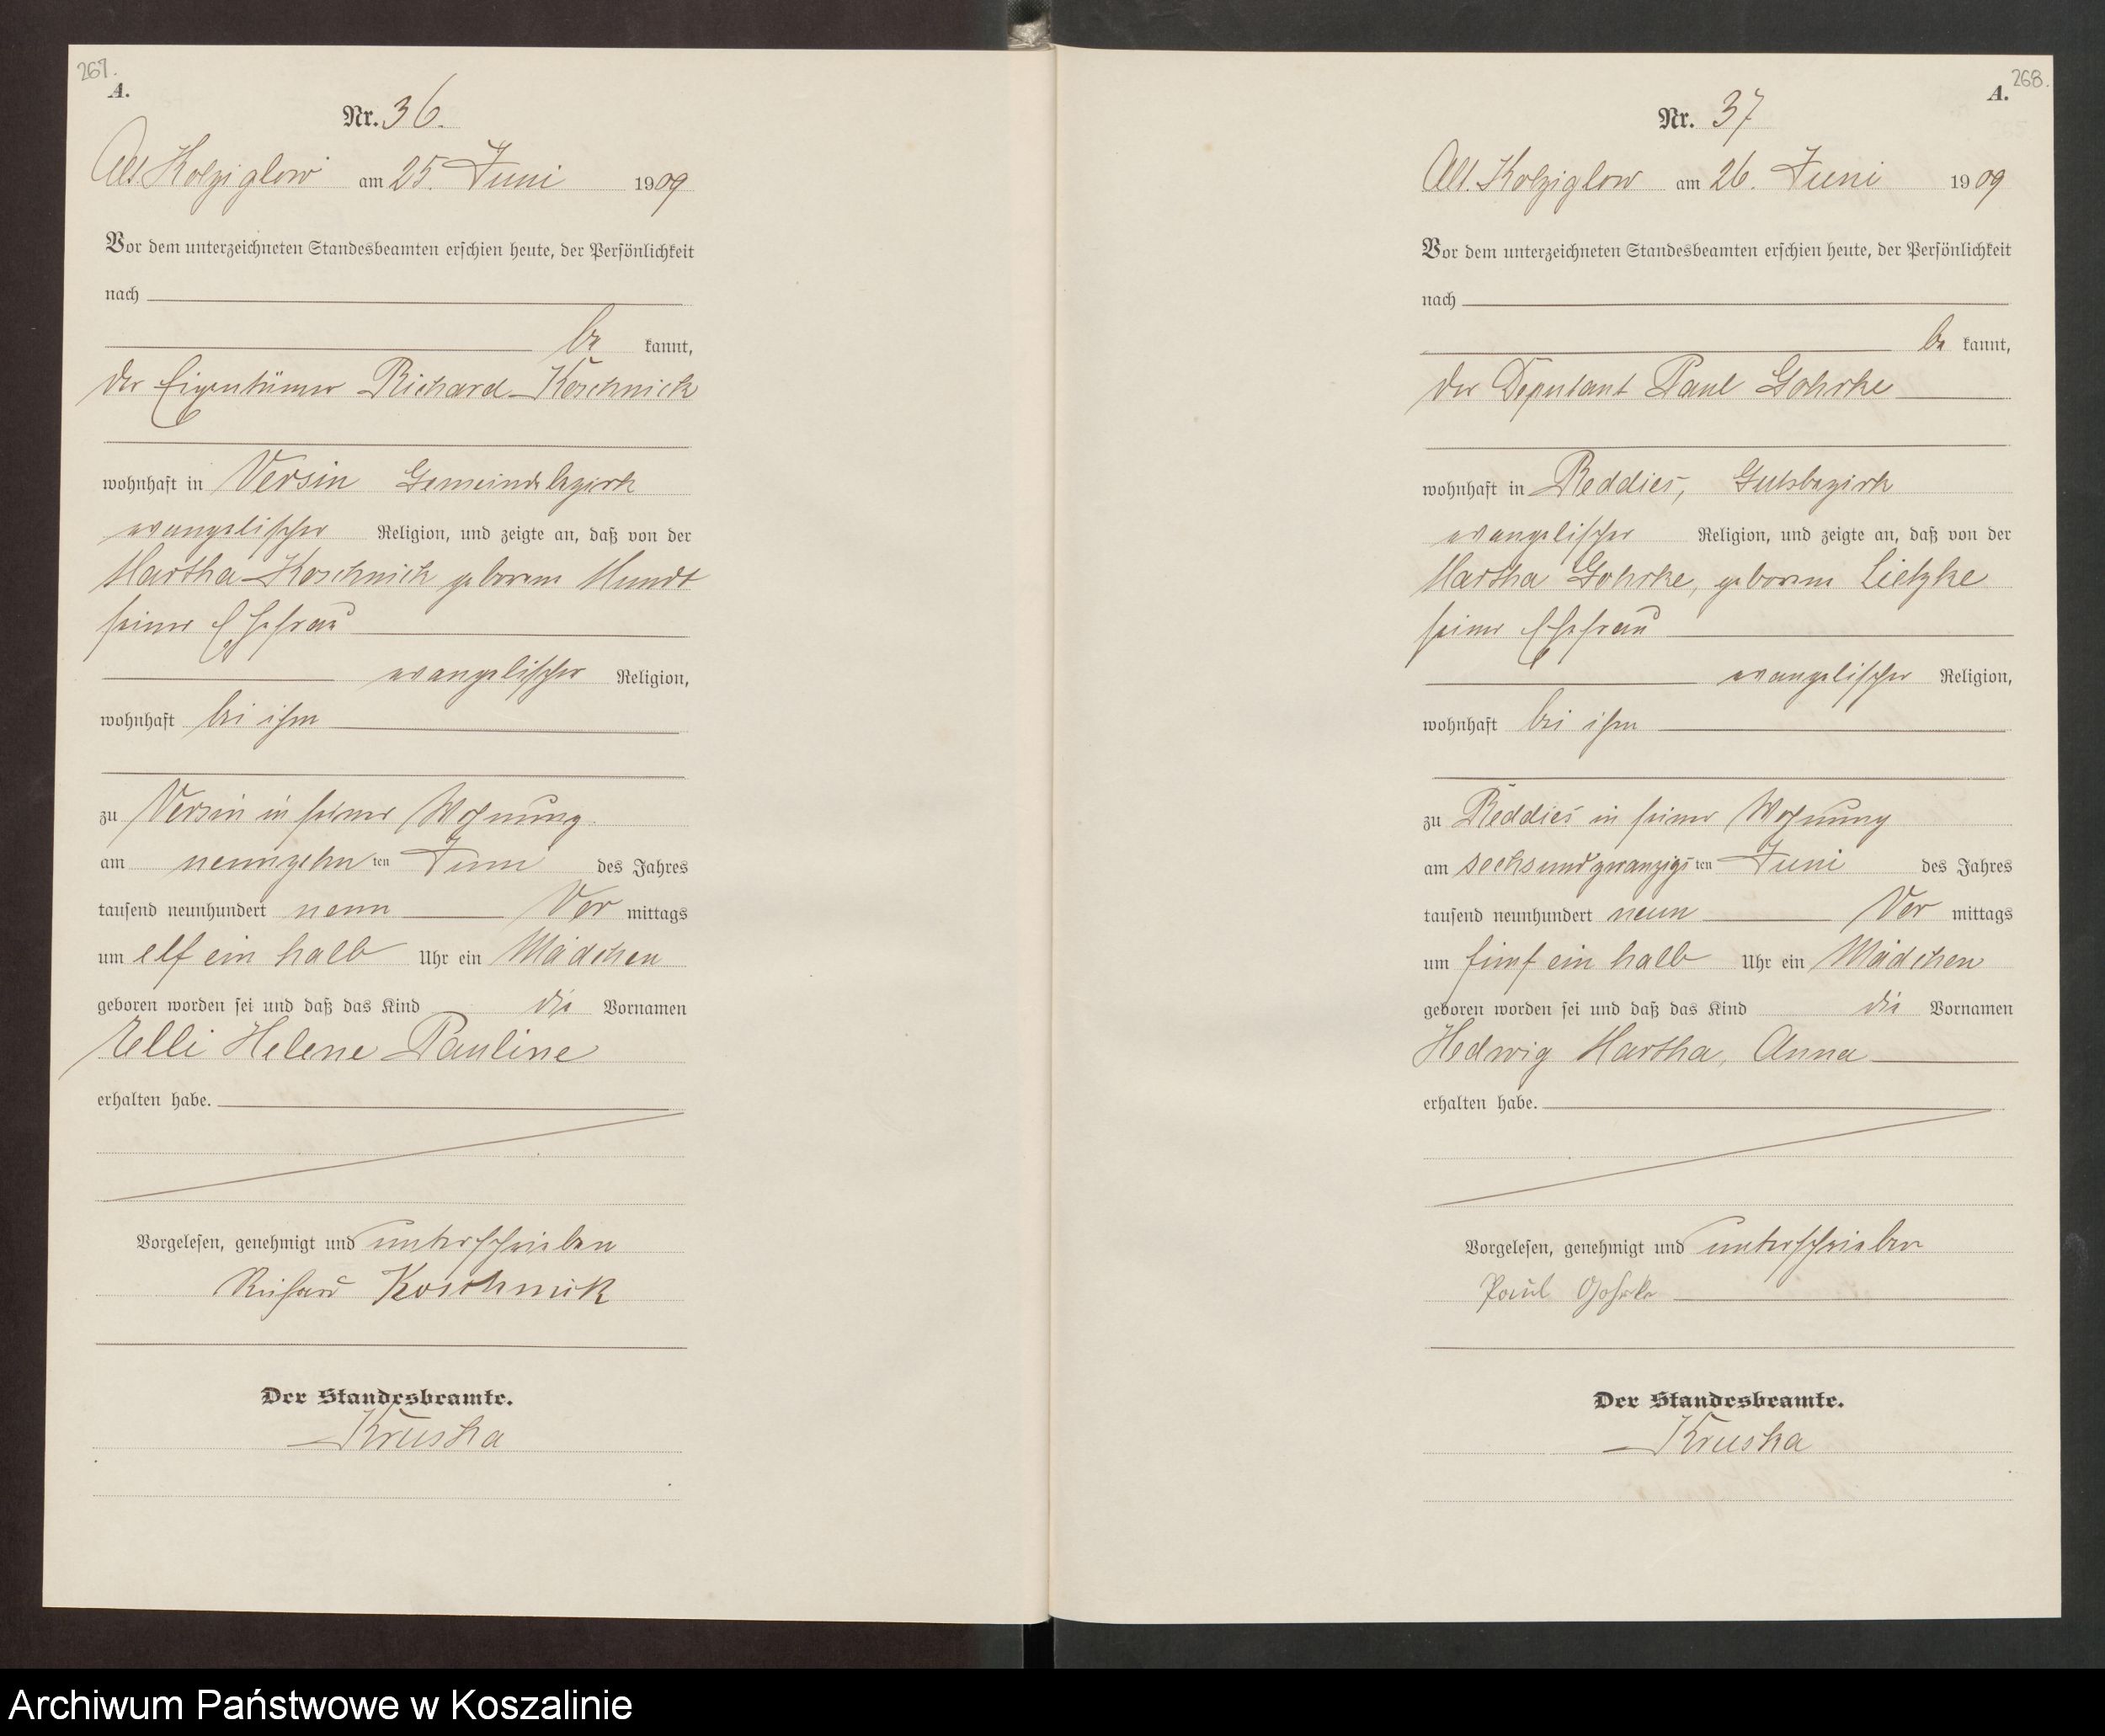 267.
A.
Nr. 36.
Alt. Kolziglow am 25. Juni 1909
Vor dem unterzeichneten Standesbeamten erschien heute, der Persönlichkeit
nach
be kannt,
der Eigentümer Richard Koschnick
wohnhaft in Versin Gemeindebezirk
evangelischer Religion, und zeigte an, daß von der
Martha Koschnick geborene Mundt
seiner Ehefrau
evangelischer Religion,
wohnhaft bei ihm
zu Versin in seiner Wohnung
am neunzehn ten Juni des Jahres
tausend neunhundert neun Vor mittags
um elf ein halb Uhr ein Mädchen
geboren worden sei und daß das Kind die Vornamen
Elli Helene Pauline
erhalten habe.
Vorgelesen, genehmigt und unterschrieben
Richard Koschnick
Der Standesbeamte.
Kruska
268.
A.
Nr. 37
Alt. Kolziglow am 26. Juni 1909
Vor dem unterzeichneten Standesbeamten erschien heute, der Persönlichkeit
nach
be kannt,
der Deputant Paul Gohrke
wohnhaft in Reddies, Gutsbezirk
evangelischer Religion, und zeigte an, daß von der
Martha Gohrke, geborene Lietzke
seiner Ehefrau
evangelischer Religion,
wohnhaft bei ihm
zu Reddies in seiner Wohnung
am sechsundzwanzigs ten Juni des Jahres
tausend neunhundert neun Vor mittags
um fünf ein halb Uhr ein Mädchen
geboren worden sei und daß das Kind die Vornamen
Hedwig Martha, Anna
erhalten habe.
Vorgelesen, genehmigt und unterschrieben
Paul Gohrke
Der Standesbeamte.
Kruska
Archiwum Państwowe w Koszalinie